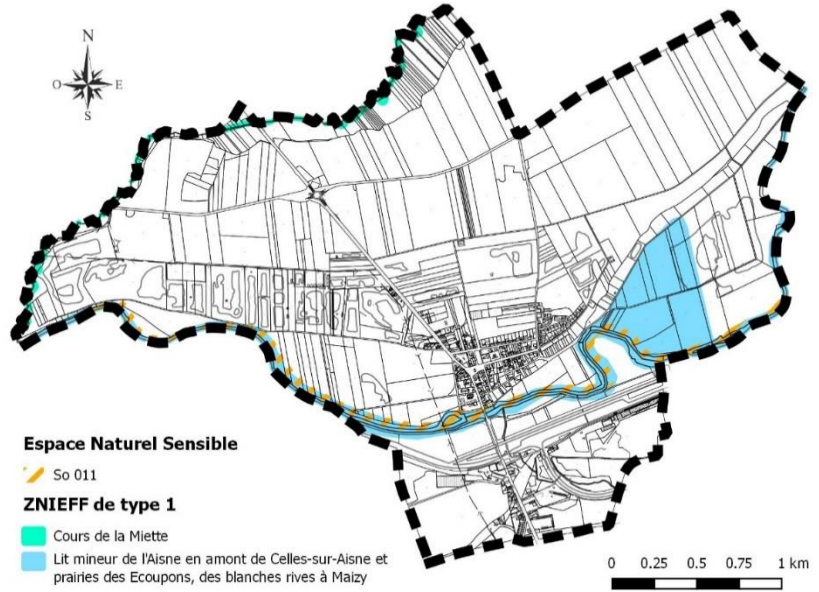 N
O E
S
Espace Naturel Sensible
So 011
ZNIEFF de type 1
Cours de la Miette
Lit mineur de l'Aisne en amont de Celles-sur-Aisne et
prairies des Ecoupons, des blanches rives à Maizy
0 0.25 0.5 0.75 1 km